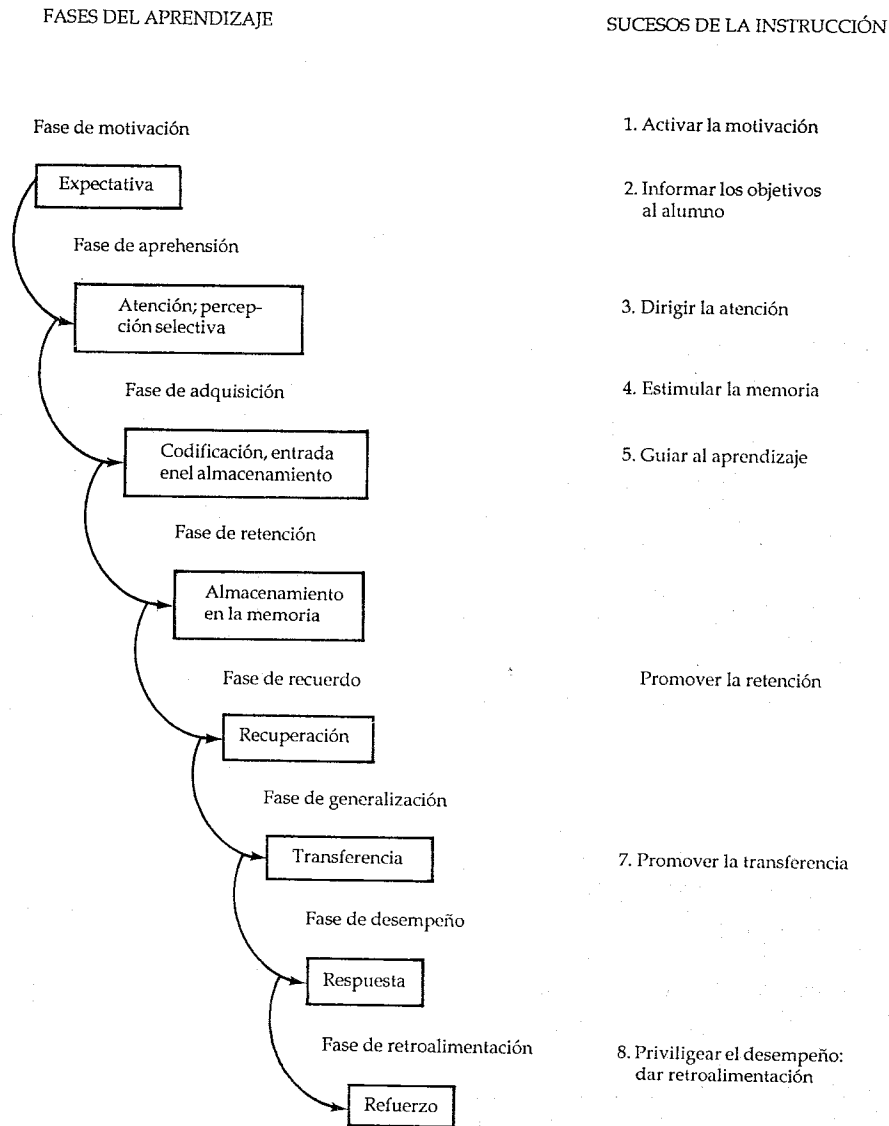 FASES DEL APRENDIZAJE
SUCESOS DE LA INSTRUCCIÓN
Fase de motivación
1. Activar la motivación
Expectativa
2. Informar los objetivos
al alumno
Fase de aprehensión
Atención; percep-
ción selectiva
3. Dirigir la atención
Fase de adquisición
4. Estimular la memoria
Codificación, entrada
enel almacenamiento
5. Guiar al aprendizaje
Fase de retención
Almacenamiento
en la memoria
Fase de recuerdo
Promover la retención
Recuperación
Fase de generalización
Transferencia
7. Promover la transferencia
Fase de desempeño
Respuesta
Fase de retroalimentación
8. Priviligear el desempeño:
dar retroalimentación
Refuerzo